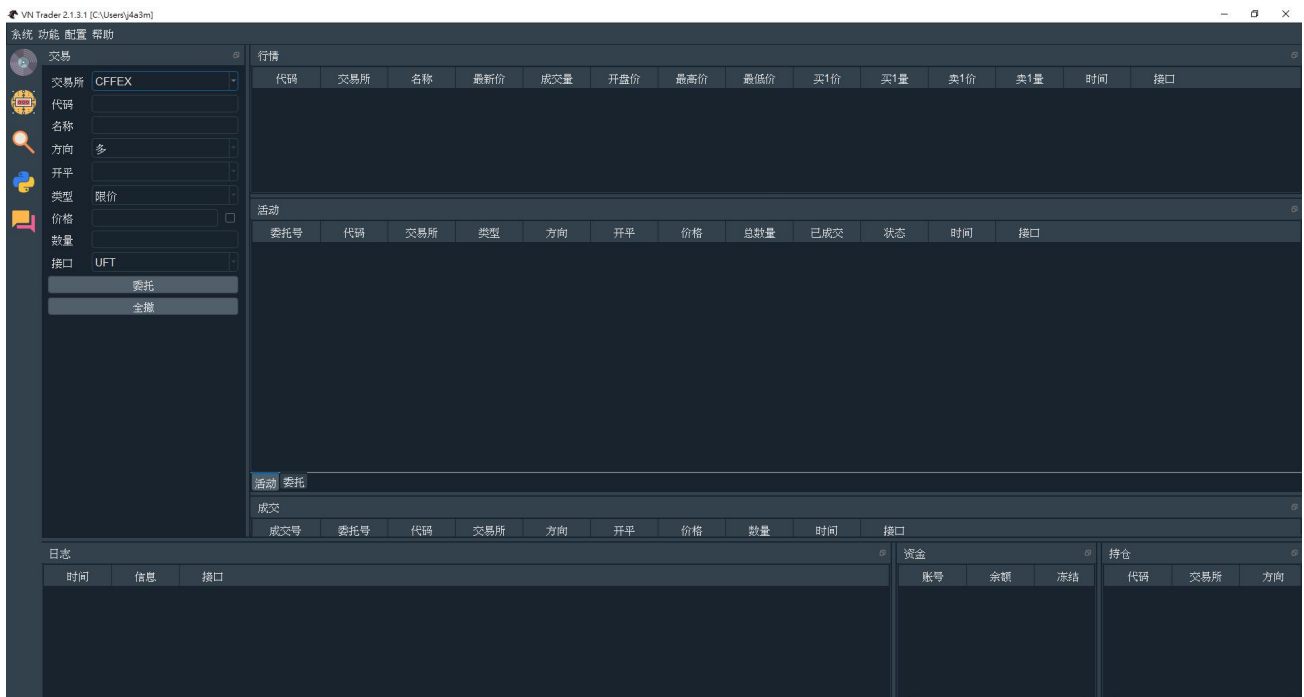 VN Trader 2.1.3.1 [C:\Users\j4a3m]
系统 功能 配置 帮助
交易
交易所 CFFEX
代码
名称
方向 多
开平
类型 限价
价格
数量
接口 UFT
委托
全撤
行情
代码 交易所 名称 最新价 成交量 开盘价 最高价 最低价 买1价 买1量 卖1价 卖1量 时间 接口
活动
委托号 代码 交易所 类型 方向 开平 价格 总数量 已成交 状态 时间 接口
活动 委托
成交
成交号 委托号 代码 交易所 方向 开平 价格 数量 时间 接口
日志
时间 信息 接口
资金
账号 余额 冻结
持仓
代码 交易所 方向